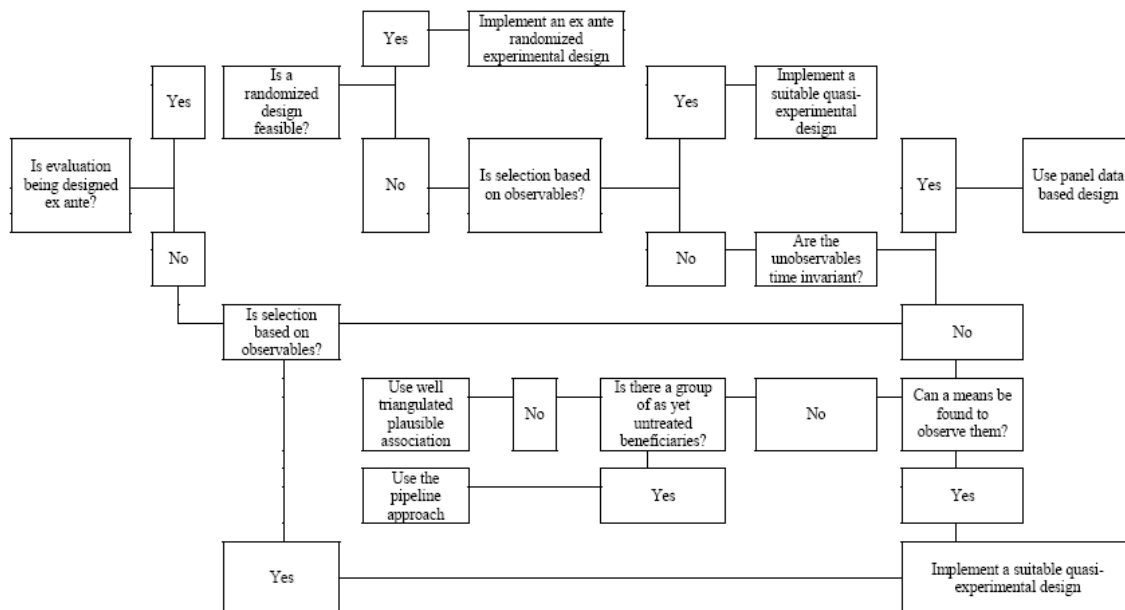 Yes
Implement an ex ante
randomized
experimental design
Yes
Is a
randomized
design
feasible?
Yes
Implement a
suitable quasi-
experimental
design
Is evaluation
being designed
ex ante?
No
Is selection based
on observables?
Yes
Use panel data
based design
No
No
Are the
unobservables
time invariant?
Is selection
based on
observables?
No
Use well
triangulated
plausible
association
No
Is there a group
of as yet
untreated
beneficiaries?
No
Can a means be
found to
observe them?
Use the
pipeline
approach
Yes
Yes
Yes
Implement a suitable quasi-
experimental design